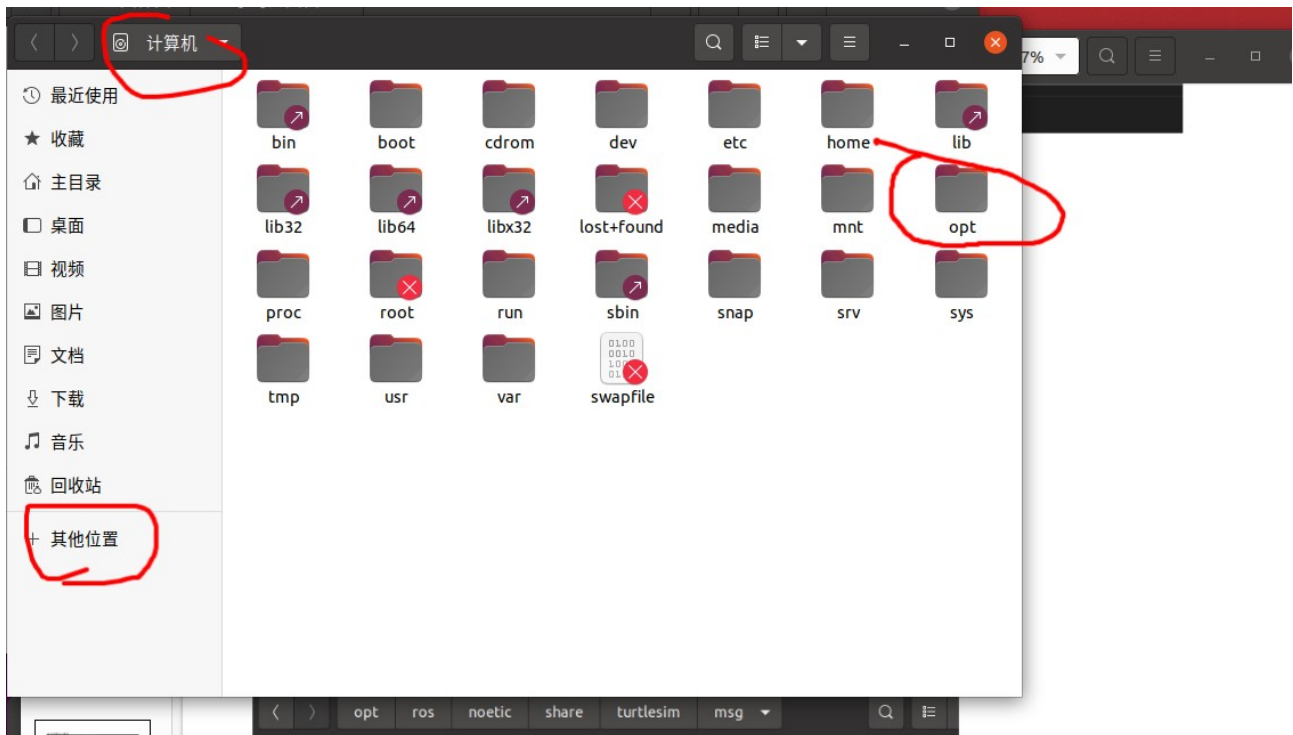 计算机
7%
最近使用
收藏
主目录
桌面
视频
图片
文档
下载
音乐
回收站
其他位置
bin boot cdrom dev etc home lib
lib32 lib64 libx32 lost+found media mnt opt
proc root run sbin snap srv sys
tmp usr var swapfile
opt ros noetic share turtlesim msg